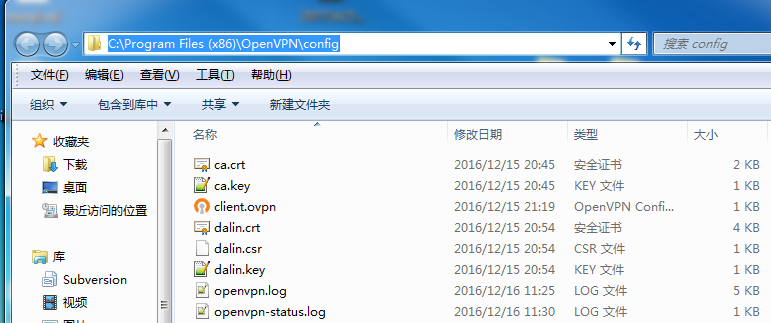 C:\Program Files (x86)\OpenVPN\config
搜索 config
文件(F) 编辑(E) 查看(V) 工具(T) 帮助(H)
组织 包含到库中 共享 新建文件夹
收藏夹
下载
桌面
最近访问的位置
库
Subversion
视频
名称 修改日期 类型 大小
ca.crt 2016/12/15 20:45 安全证书 2 KB
ca.key 2016/12/15 20:45 KEY 文件 1 KB
client.ovpn 2016/12/15 21:19 OpenVPN Confi... 1 KB
dalin.crt 2016/12/15 20:54 安全证书 4 KB
dalin.csr 2016/12/15 20:54 CSR 文件 1 KB
dalin.key 2016/12/15 20:54 KEY 文件 1 KB
openvpn.log 2016/12/16 11:25 LOG 文件 5 KB
openvpn-status.log 2016/12/16 11:30 LOG 文件 1 KB